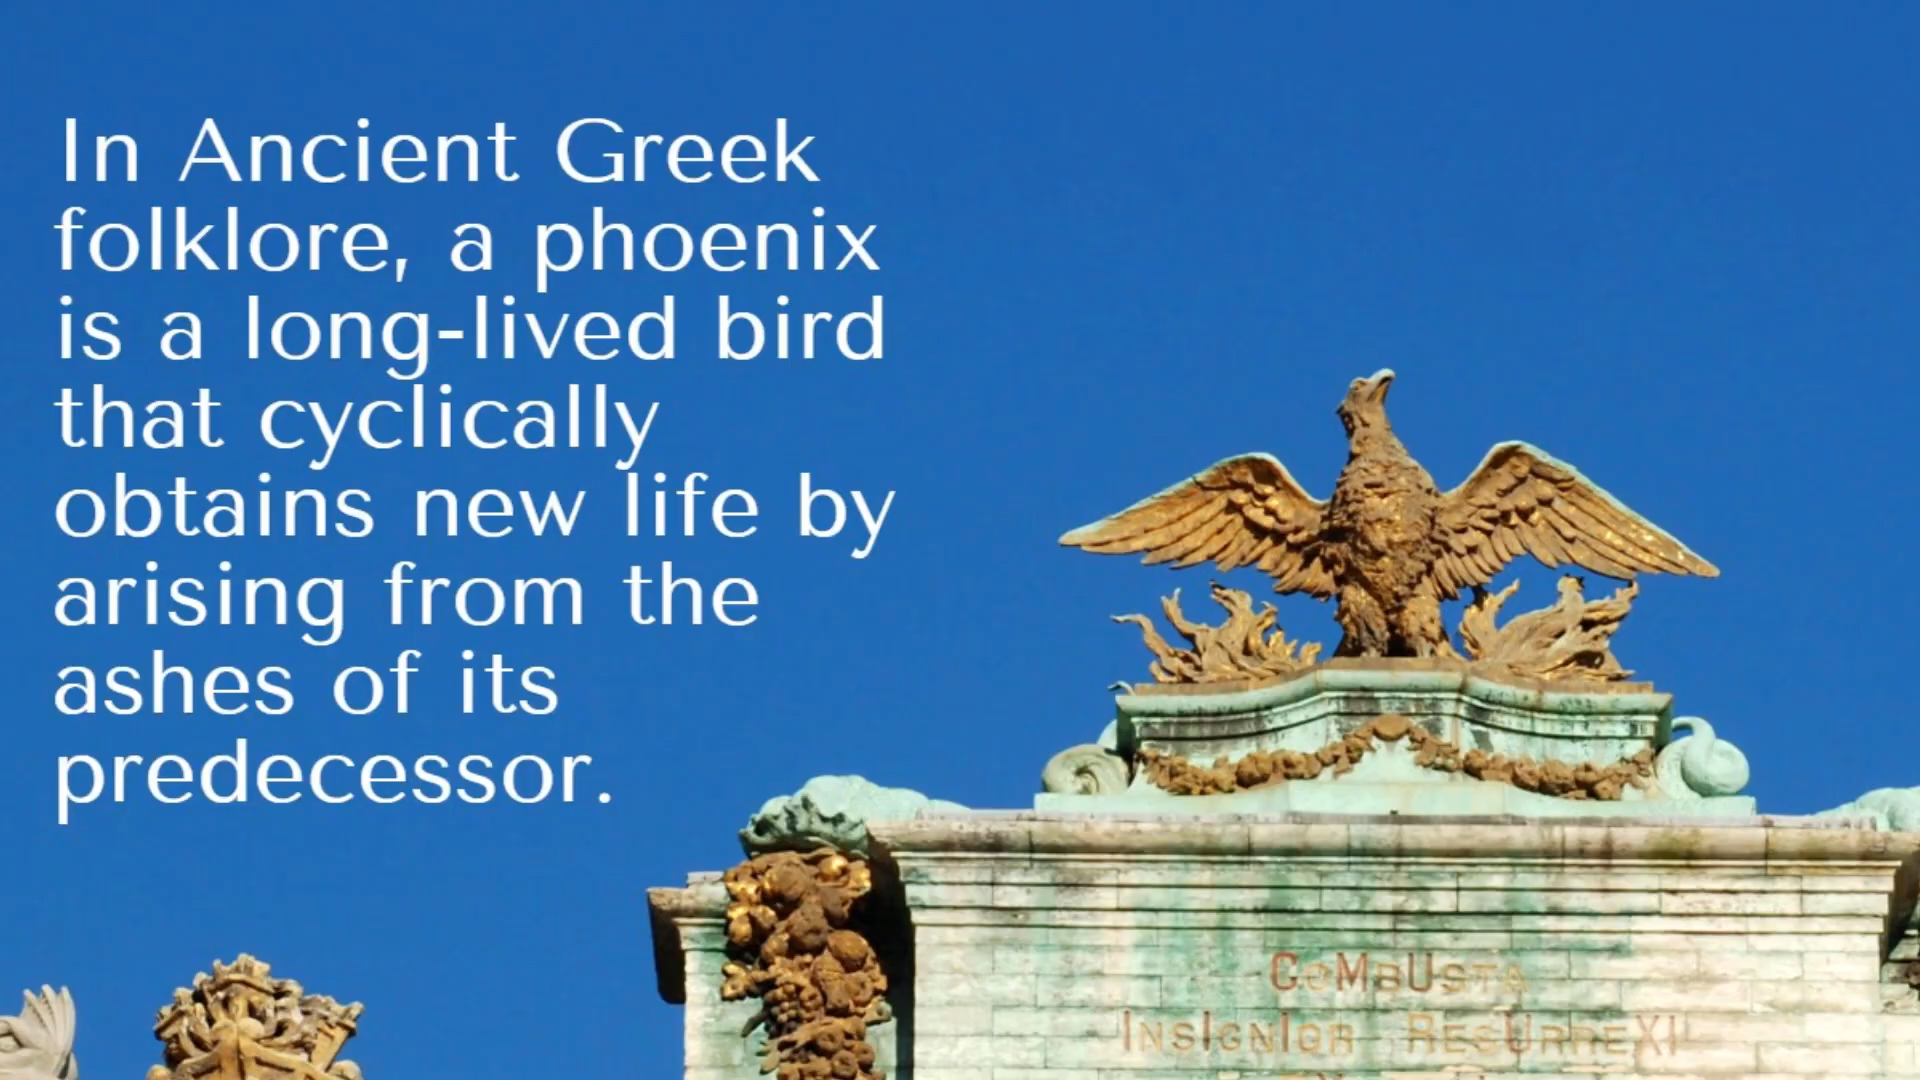 In Ancient Greek
folklore, a phoenix
is a long-lived bird
that cyclically
obtains new life by
arising from the
ashes of its
predecessor.
CoMbUsta
InsIgnIor ResUrreXI